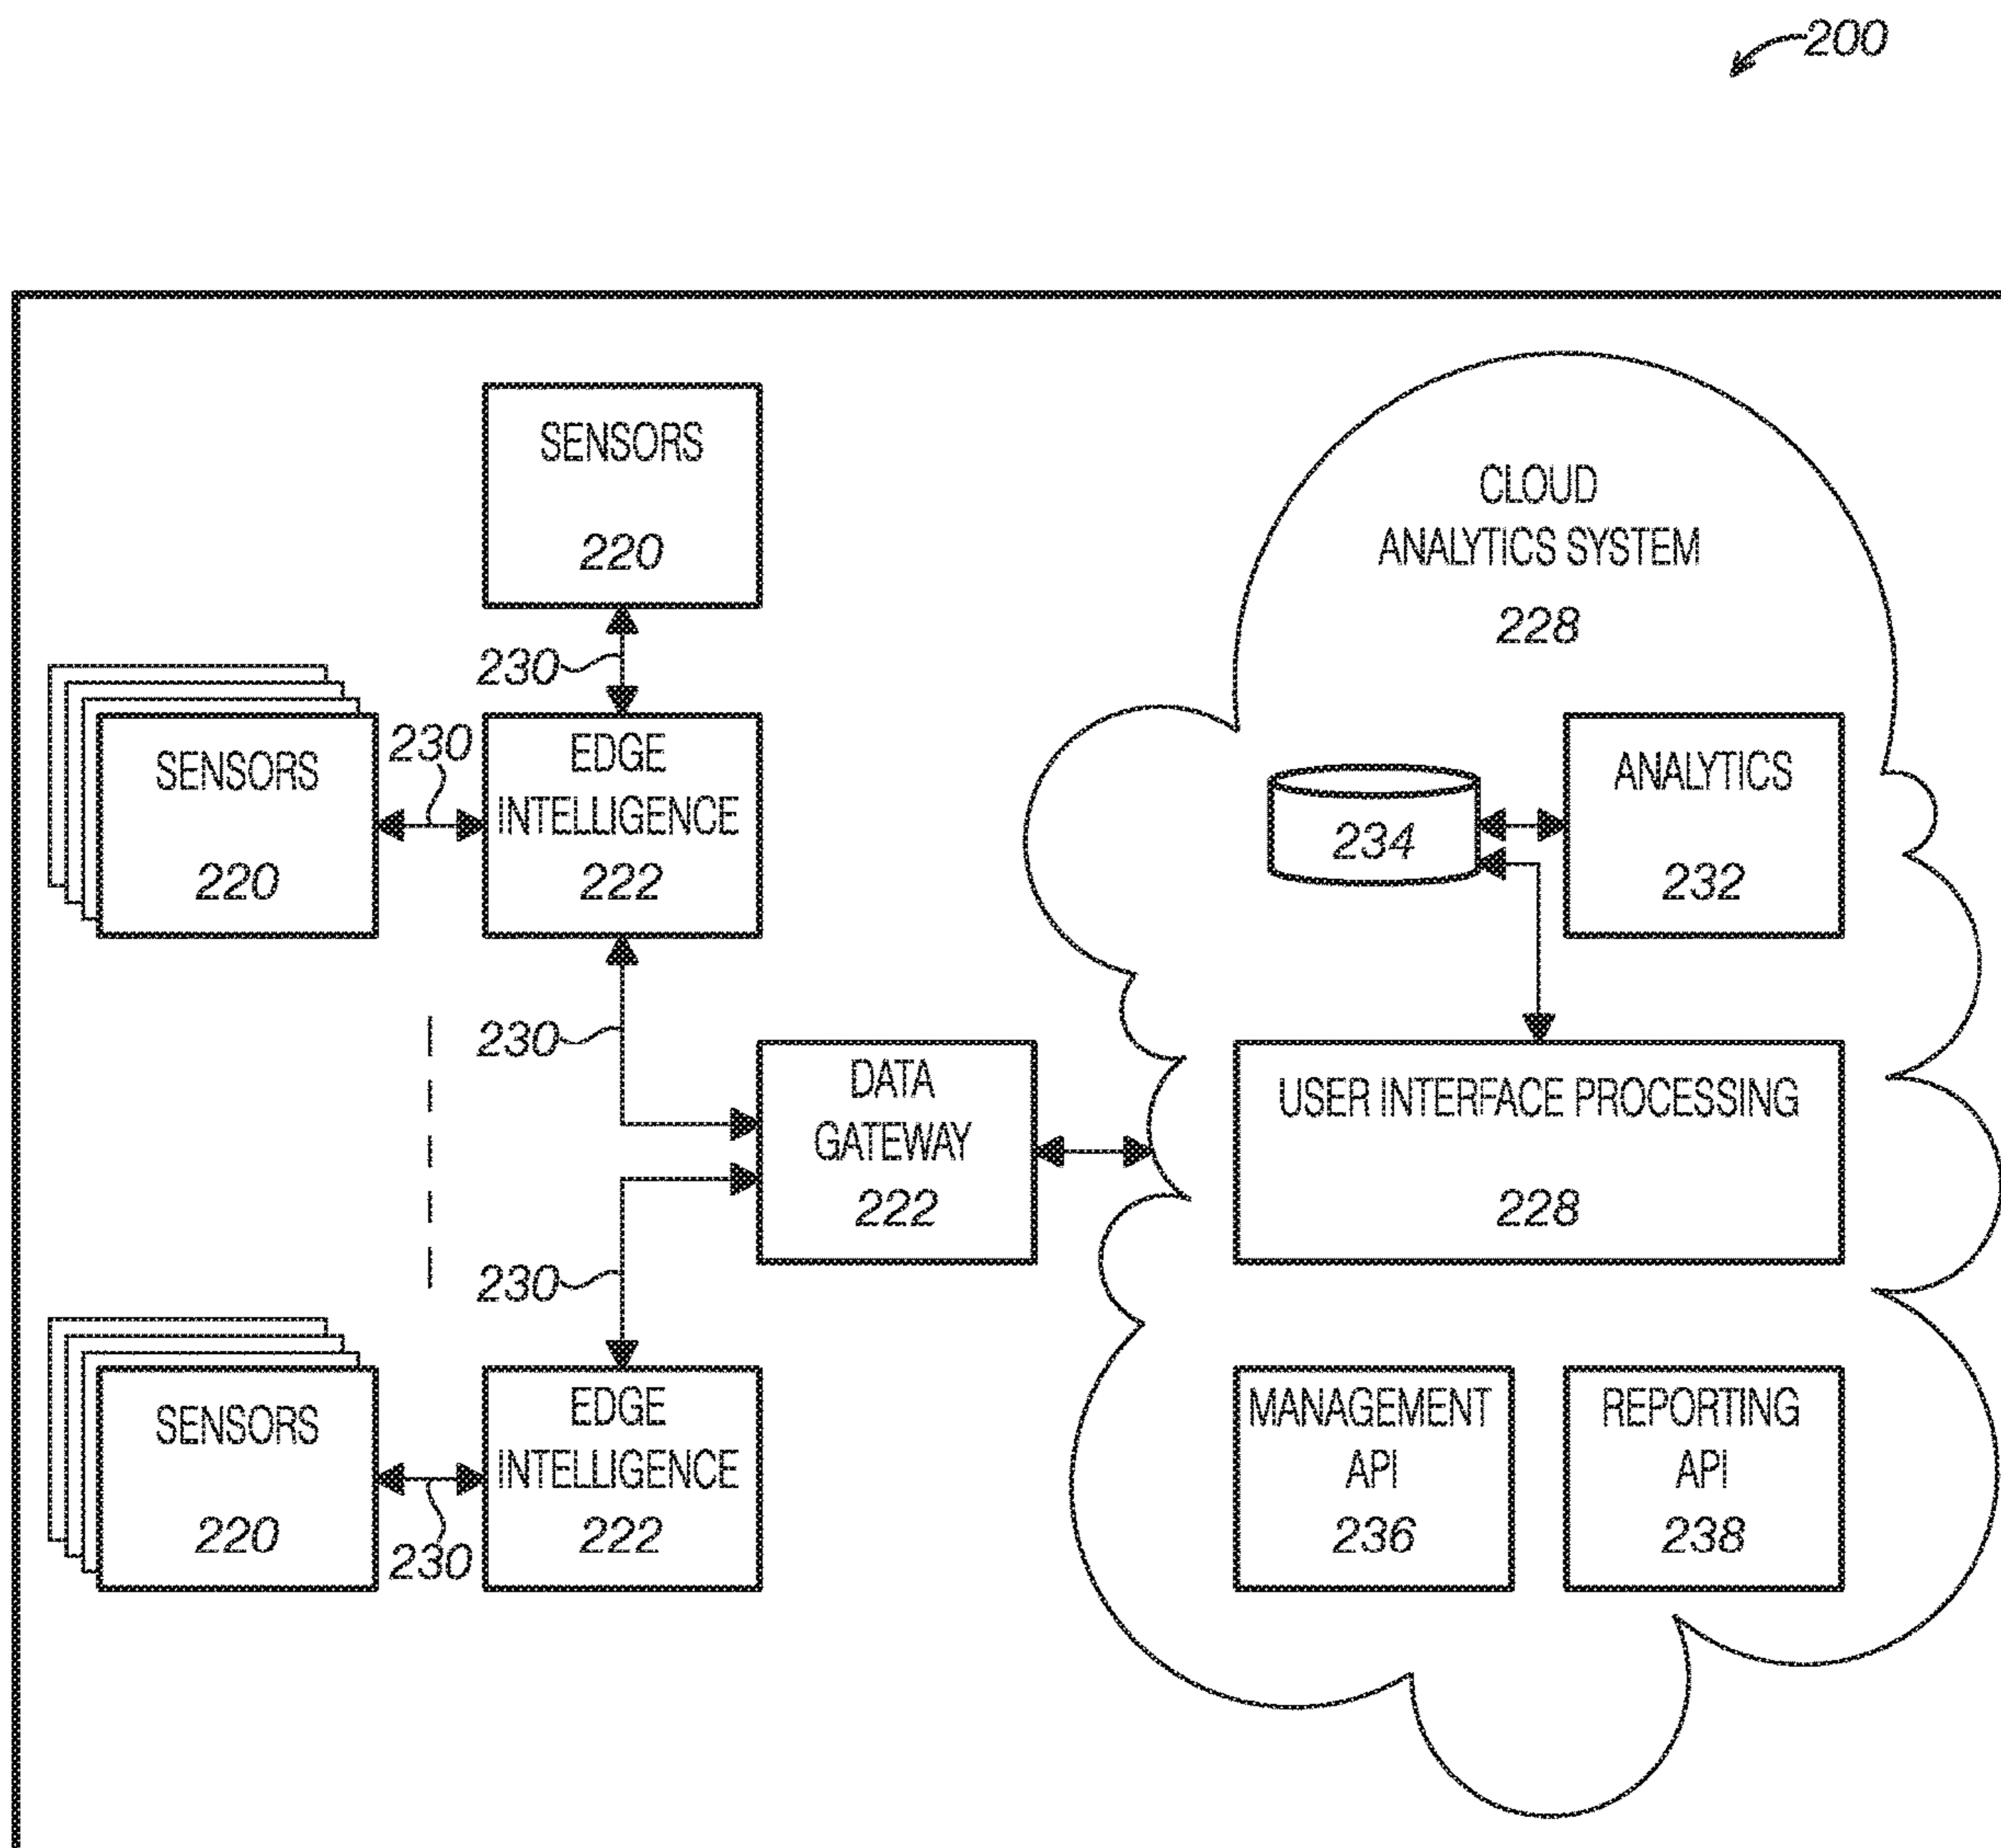 200
SENSORS
220
230
SENSORS
220
230
EDGE
INTELLIGENCE
222
230
DATA
GATEWAY
222
230
SENSORS
220
230
EDGE
INTELLIGENCE
222
CLOUD
ANALYTICS SYSTEM
228
234
ANALYTICS
232
USER INTERFACE PROCESSING
228
MANAGEMENT
API
236
REPORTING
API
238